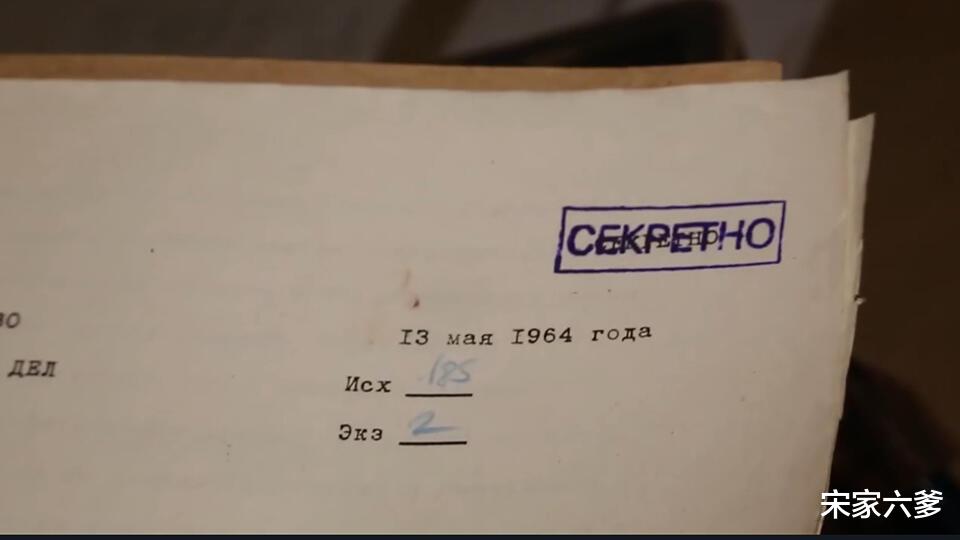 СЕКРЕТНО
ВО
13 мая 1964 года
ДЕЛ
Исх 185
Экз 2
宋家六爹